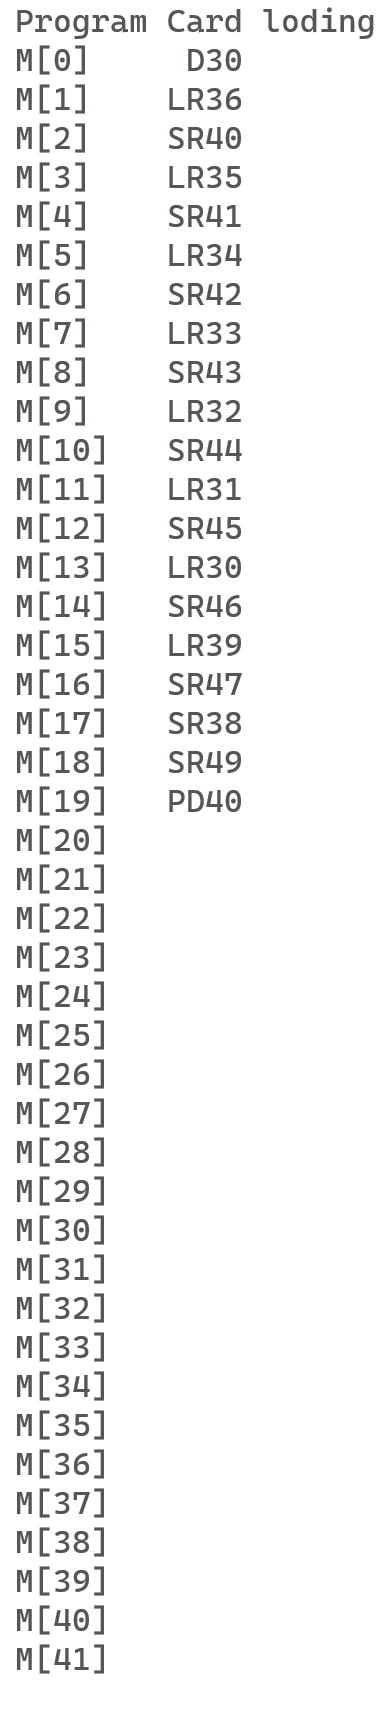 Program Card loding
M[0] D30
M[1] LR36
M[2] SR40
M[3] LR35
M[4] SR41
M[5] LR34
M[6] SR42
M[7] LR33
M[8] SR43
M[9] LR32
M[10] SR44
M[11] LR31
M[12] SR45
M[13] LR30
M[14] SR46
M[15] LR39
M[16] SR47
M[17] SR38
M[18] SR49
M[19] PD40
M[20]
M[21]
M[22]
M[23]
M[24]
M[25]
M[26]
M[27]
M[28]
M[29]
M[30]
M[31]
M[32]
M[33]
M[34]
M[35]
M[36]
M[37]
M[38]
M[39]
M[40]
M[41]